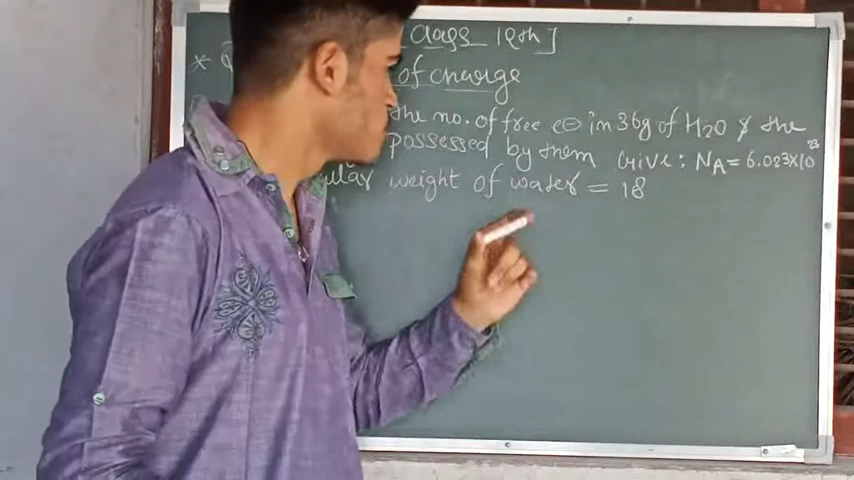 Class 12th ]
of charge
the no. of free ⊖ in 36g of H2O & the
possessed by them Give : NA = 6.023×10^23
weight of water = 18